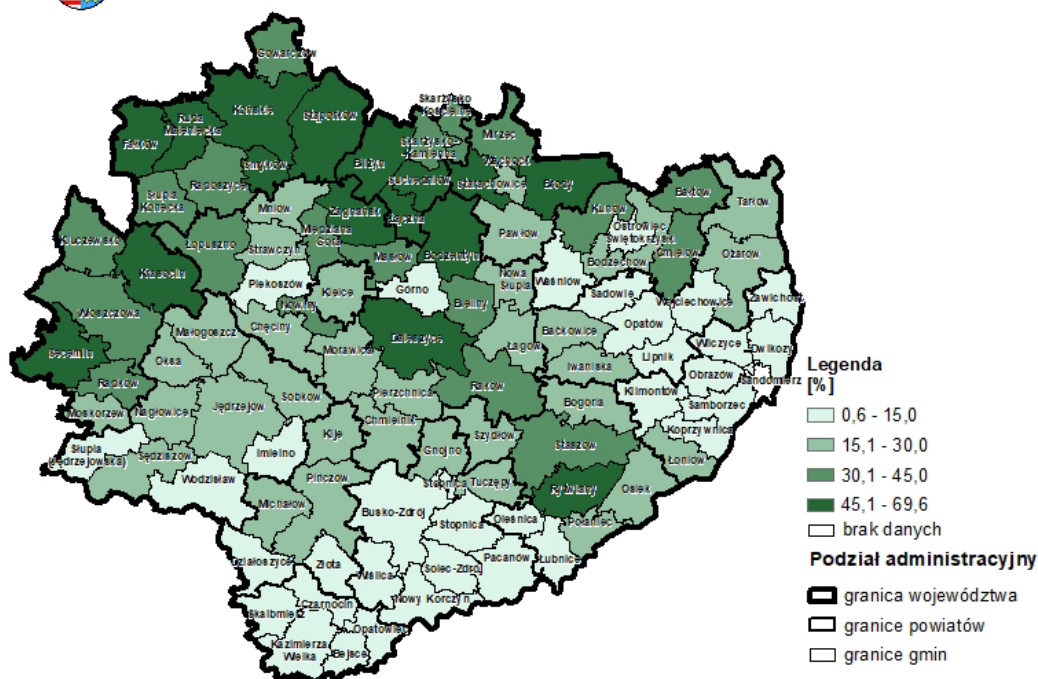 Gowarczów
Skarżysko
Kościelne
Końskie
Stąporków
Ruda
Maleniecka
Fałków
Mirzec
Skarżysko-
Kamienna
Wąchock
Bliżyn
Smyków
Suchedniów
Starachowice
Brody
Radoszyce
Słupia
Konecka
Bałtów
Tarłów
Kunów
Mniów
Zagnańsk
Łączna
Miedziana
Góra
Ostrowiec
Świętokrzyski
Pawłów
Kluczewsko
Łopuszno
Strawczyn
Masłów
Bodzentyn
Bodzechów
Ćmielów
Ożarów
Krasocin
Nowa
Słupia
Waśniów
Piekoszów
Kielce
Górno
Sadowie
Wojciechowice
Zawichost
Bieliny
Nowiny
Włoszczowa
Małogoszcz
Chęciny
Opatów
Baćkowice
Daleszyce
Wilczyce
Dwikozy
Secemin
Morawica
Łagów
Lipnik
Oksa
Iwaniska
Obrazów
Sandomierz
Radków
Raków
Klimontów
Sobków
Pierzchnica
Samborzec
Bogoria
Moskorzew
Nagłowice
Jędrzejów
Chmielnik
Koprzywnica
Kije
Szydłów
Staszów
Słupia
(Jędrzejowska)
Sędziszów
Imielno
Gnojno
Łoniów
Wodzisław
Pińczów
Stopnica
Tuczępy
Rytwiany
Osiek
Michałów
Busko-Zdrój
Stopnica
Oleśnica
Połaniec
Działoszyce
Złota
Wiślica
Solec-Zdrój
Pacanów
Łubnice
Czarnocin
Nowy Korczyn
Skalbmierz
Opatowiec
Kazimierza
Wielka
Bejsce
Legenda
[%]
0,6 - 15,0
15,1 - 30,0
30,1 - 45,0
45,1 - 69,6
brak danych
Podział administracyjny
granica województwa
granice powiatów
granice gmin